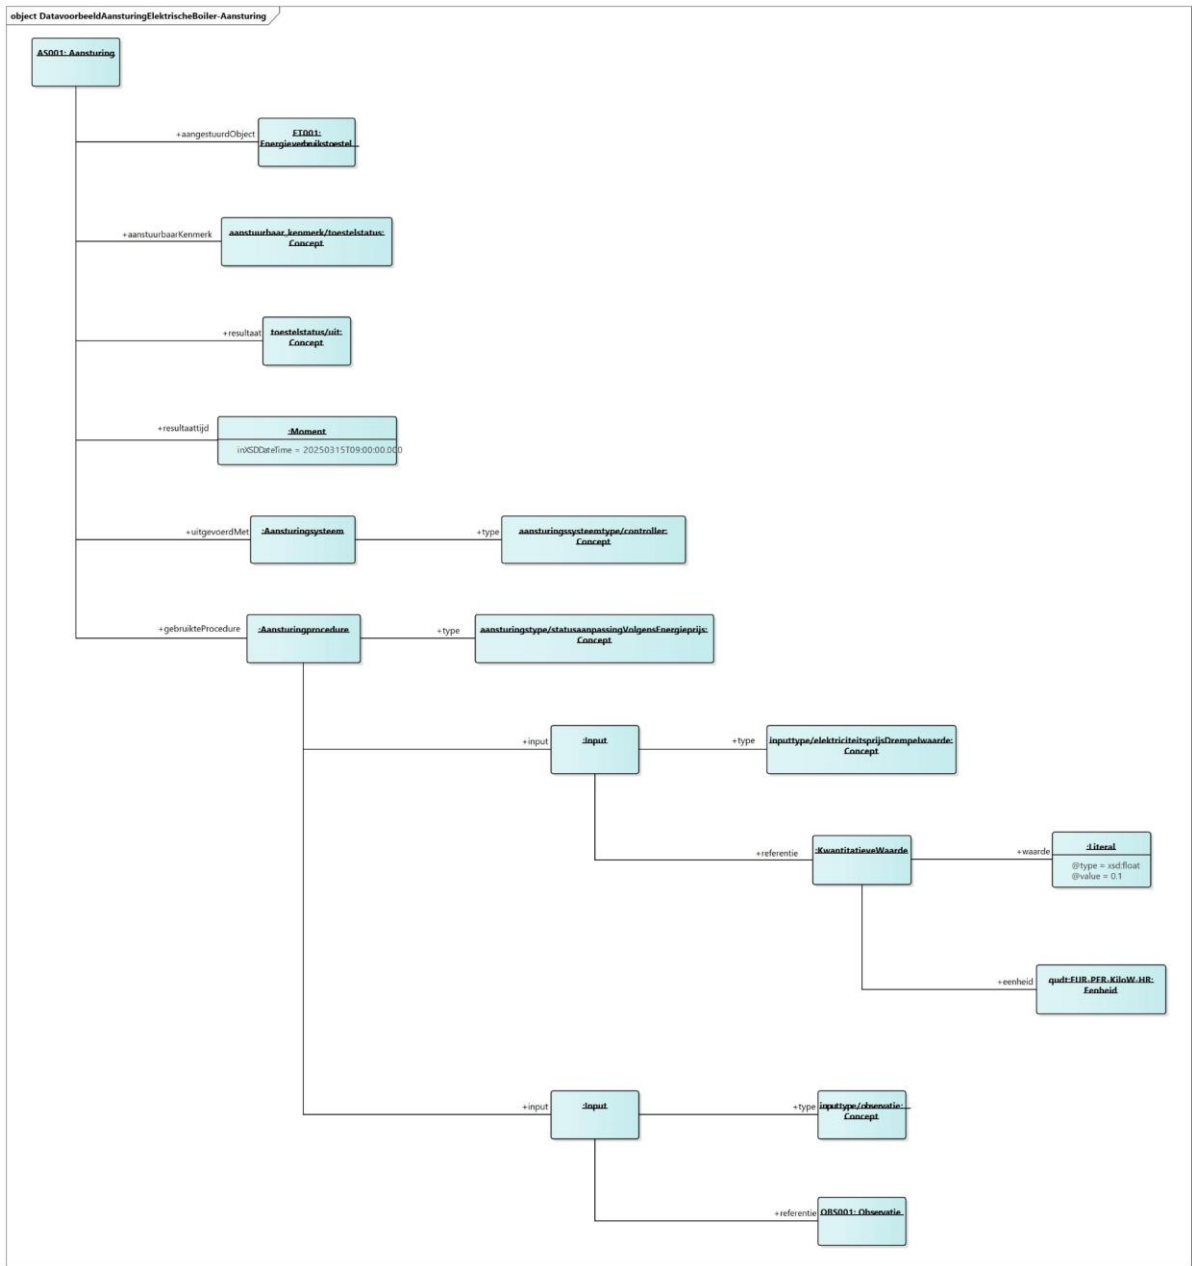 object DatavoorbeeldAansturingElektrischeBoiler-Aansturing
AS001: Aansturing
+aangestuurdObject
ET001:
Energieverbruikstoestel
+aanstuurbaarKenmerk
aanstuurbaar_kenmerk/toestelstatus:
Concept
+resultaat
toestelstatus/uit:
Concept
+resultaattijd
:Moment
inXSDDateTime = 20250315T09:00:00.000
+uitgevoerdMet
:Aansturingsysteem
+type
aansturingssysteemtype/controller:
Concept
+gebruikteProcedure
:Aansturingprocedure
+type
aansturingstype/statusaanpassingVolgensEnergieprijs:
Concept
+input
:Input
+type
inputtype/elektriciteitsprijsDrempelwaarde:
Concept
+referentie
:KwantitatieveWaarde
+waarde
:Literal
@type = xsd:float
@value = 0.1
+eenheid
qudt:EUR-PER-KiloW-HR:
Eenheid
+input
:Input
+type
inputtype/observatie:
Concept
+referentie
OBS001: Observatie